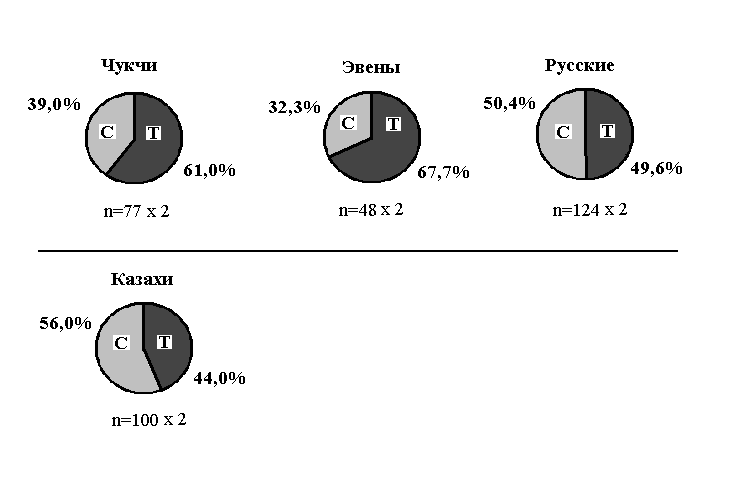 Чукчи
39,0%
С
Т
61,0%
n=77 x 2
Эвены
32,3%
С
Т
67,7%
n=48 x 2
Русские
50,4%
С
Т
49,6%
n=124 x 2
Казахи
56,0%
С
Т
44,0%
n=100 x 2